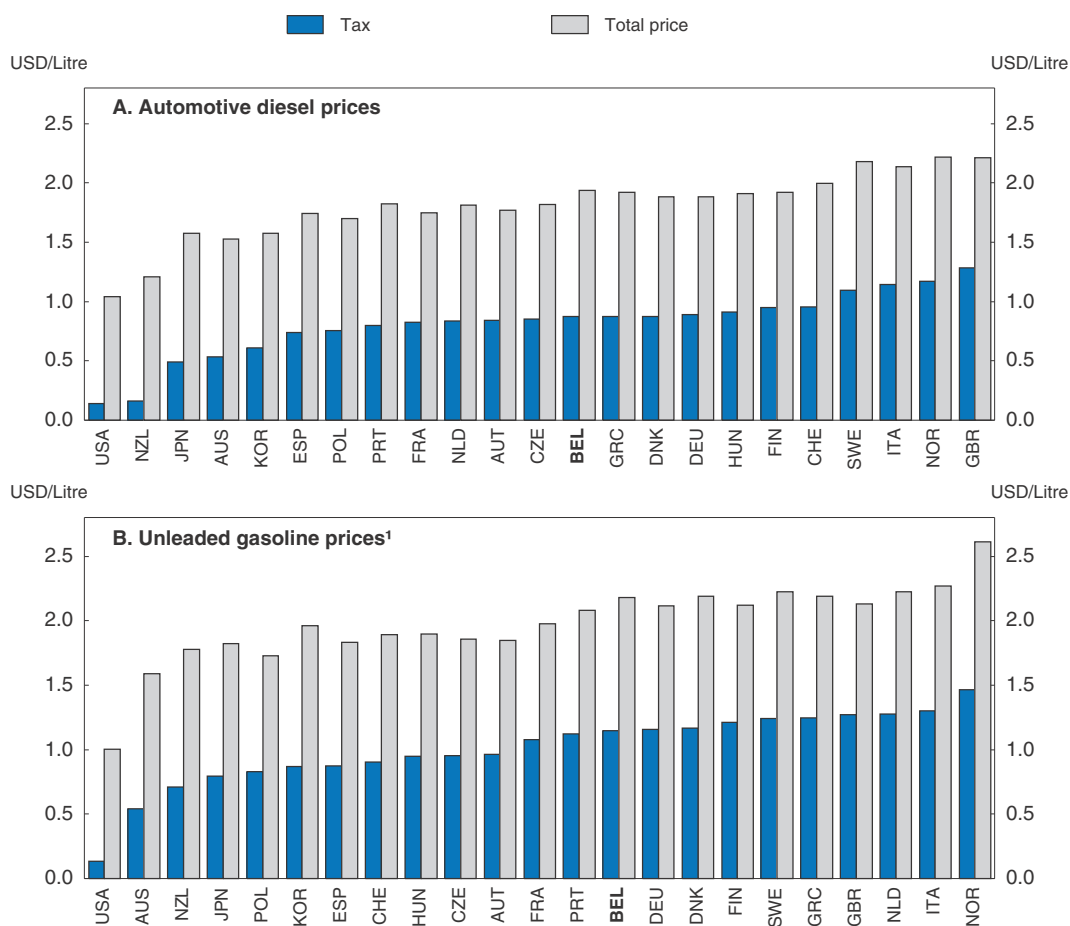 Tax Total price
USD/Litre USD/Litre
A. Automotive diesel prices
2.5 2.5
2.0 2.0
1.5 1.5
1.0 1.0
0.5 0.5
0.0 0.0
USA NZL JPN AUS KOR ESP POL PRT FRA NLD AUT CZE BEL GRC DNK DEU HUN FIN CHE SWE ITA NOR GBR
USD/Litre USD/Litre
B. Unleaded gasoline prices¹
2.5 2.5
2.0 2.0
1.5 1.5
1.0 1.0
0.5 0.5
0.0 0.0
USA AUS NZL JPN POL KOR ESP CHE HUN CZE AUT FRA PRT BEL DEU DNK FIN SWE GRC GBR NLD ITA NOR